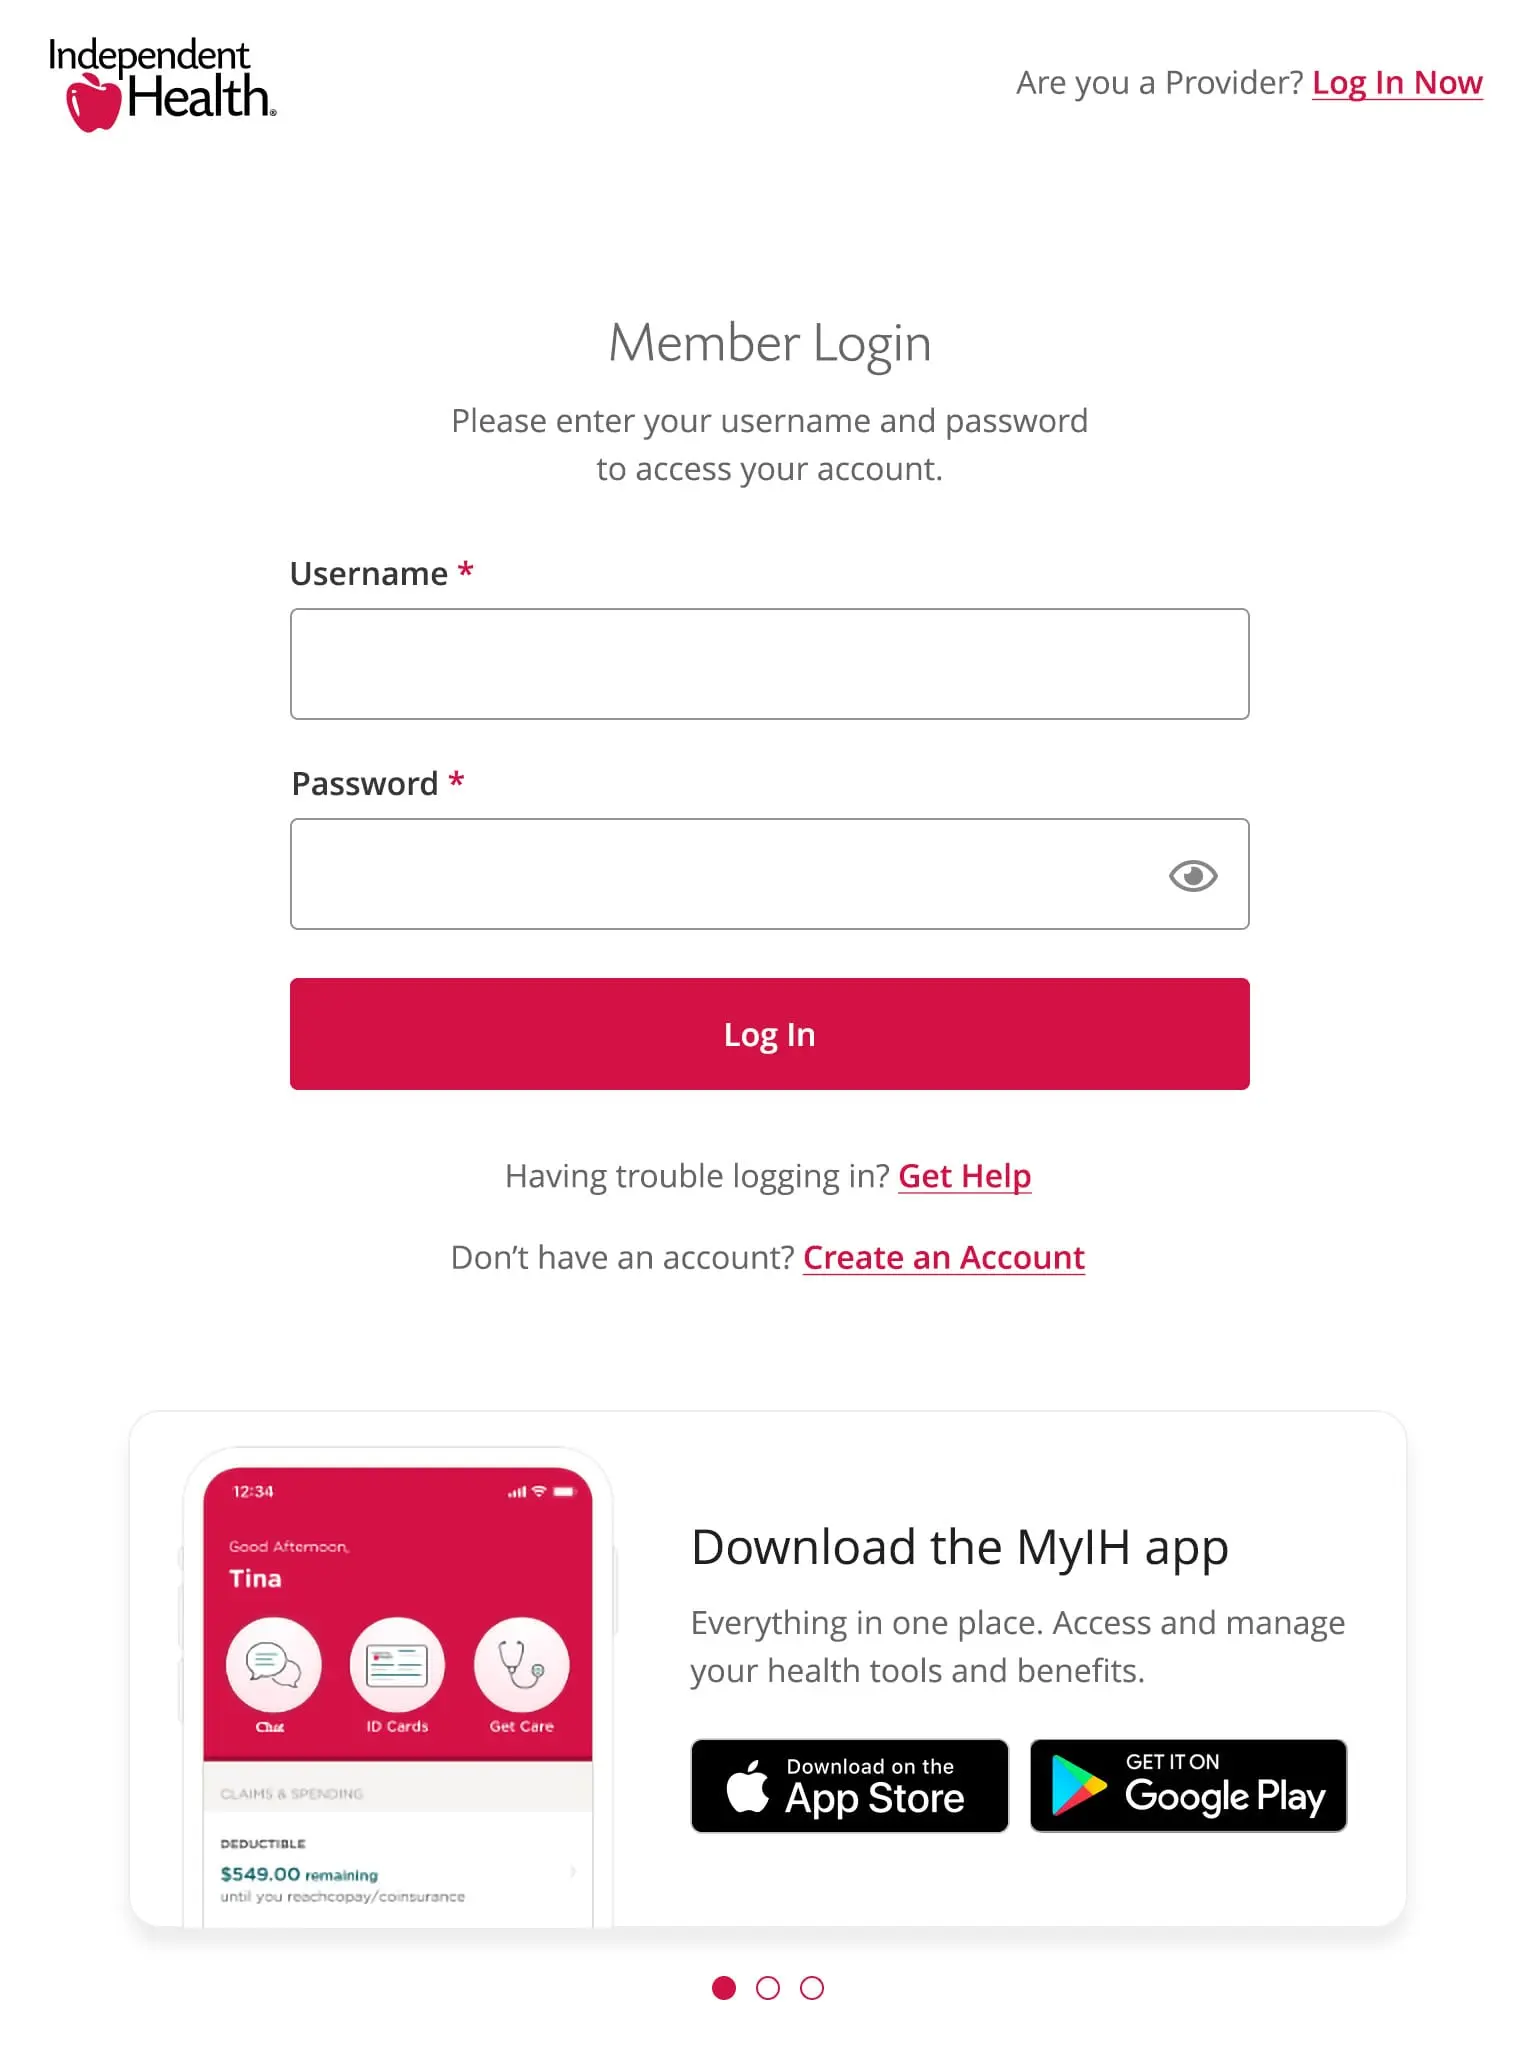 Independent
Health®
Are you a Provider? Log In Now
Member Login
Please enter your username and password
to access your account.
Username *
Password *
Log In
Having trouble logging in? Get Help
Don’t have an account? Create an Account
12:34
Good Afternoon,
Tina
Chat
ID Cards
Get Care
CLAIMS & SPENDING
DEDUCTIBLE
$549.00 remaining
until you reachcopay/coinsurance
Download the MyIH app
Everything in one place. Access and manage
your health tools and benefits.
Download on the
App Store
GET IT ON
Google Play